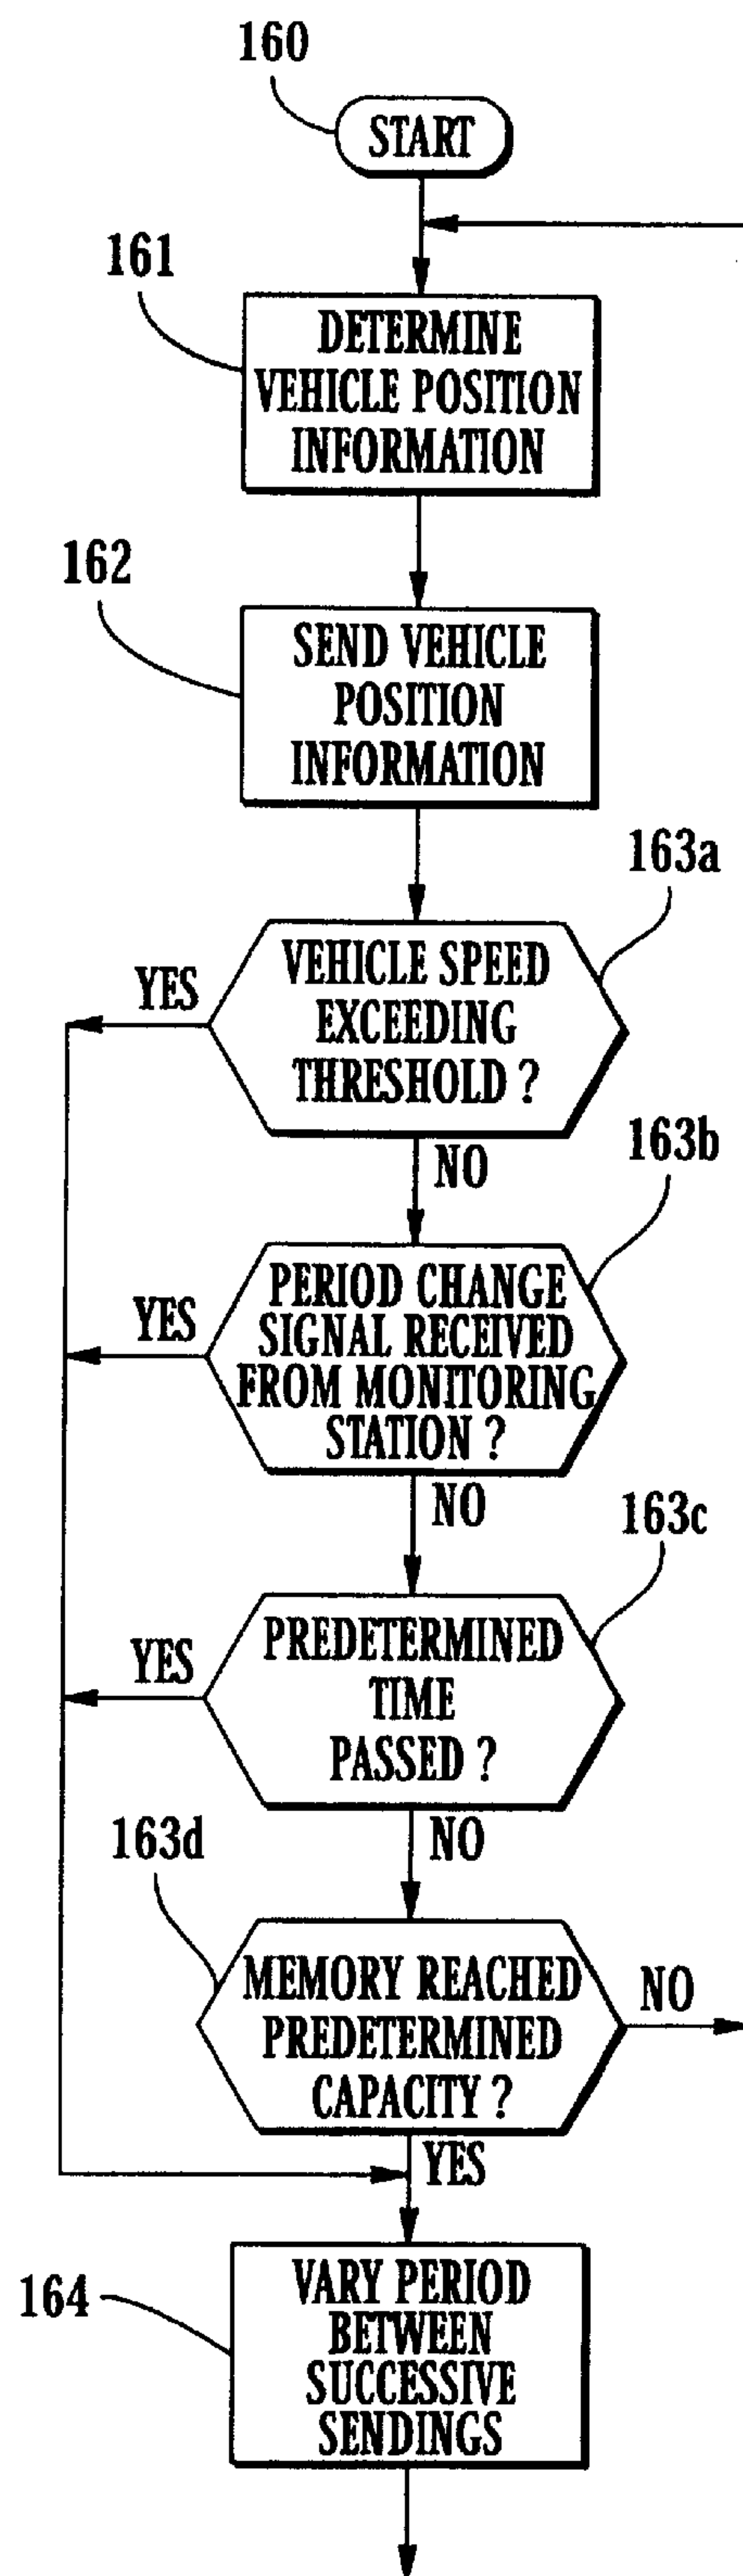 160
START
161
DETERMINE
VEHICLE POSITION
INFORMATION
162
SEND VEHICLE
POSITION
INFORMATION
163a
VEHICLE SPEED
EXCEEDING
THRESHOLD ?
YES
NO
163b
PERIOD CHANGE
SIGNAL RECEIVED
FROM MONITORING
STATION ?
YES
NO
163c
PREDETERMINED
TIME
PASSED ?
YES
NO
163d
MEMORY REACHED
PREDETERMINED
CAPACITY ?
NO
YES
164
VARY PERIOD
BETWEEN
SUCCESSIVE
SENDINGS